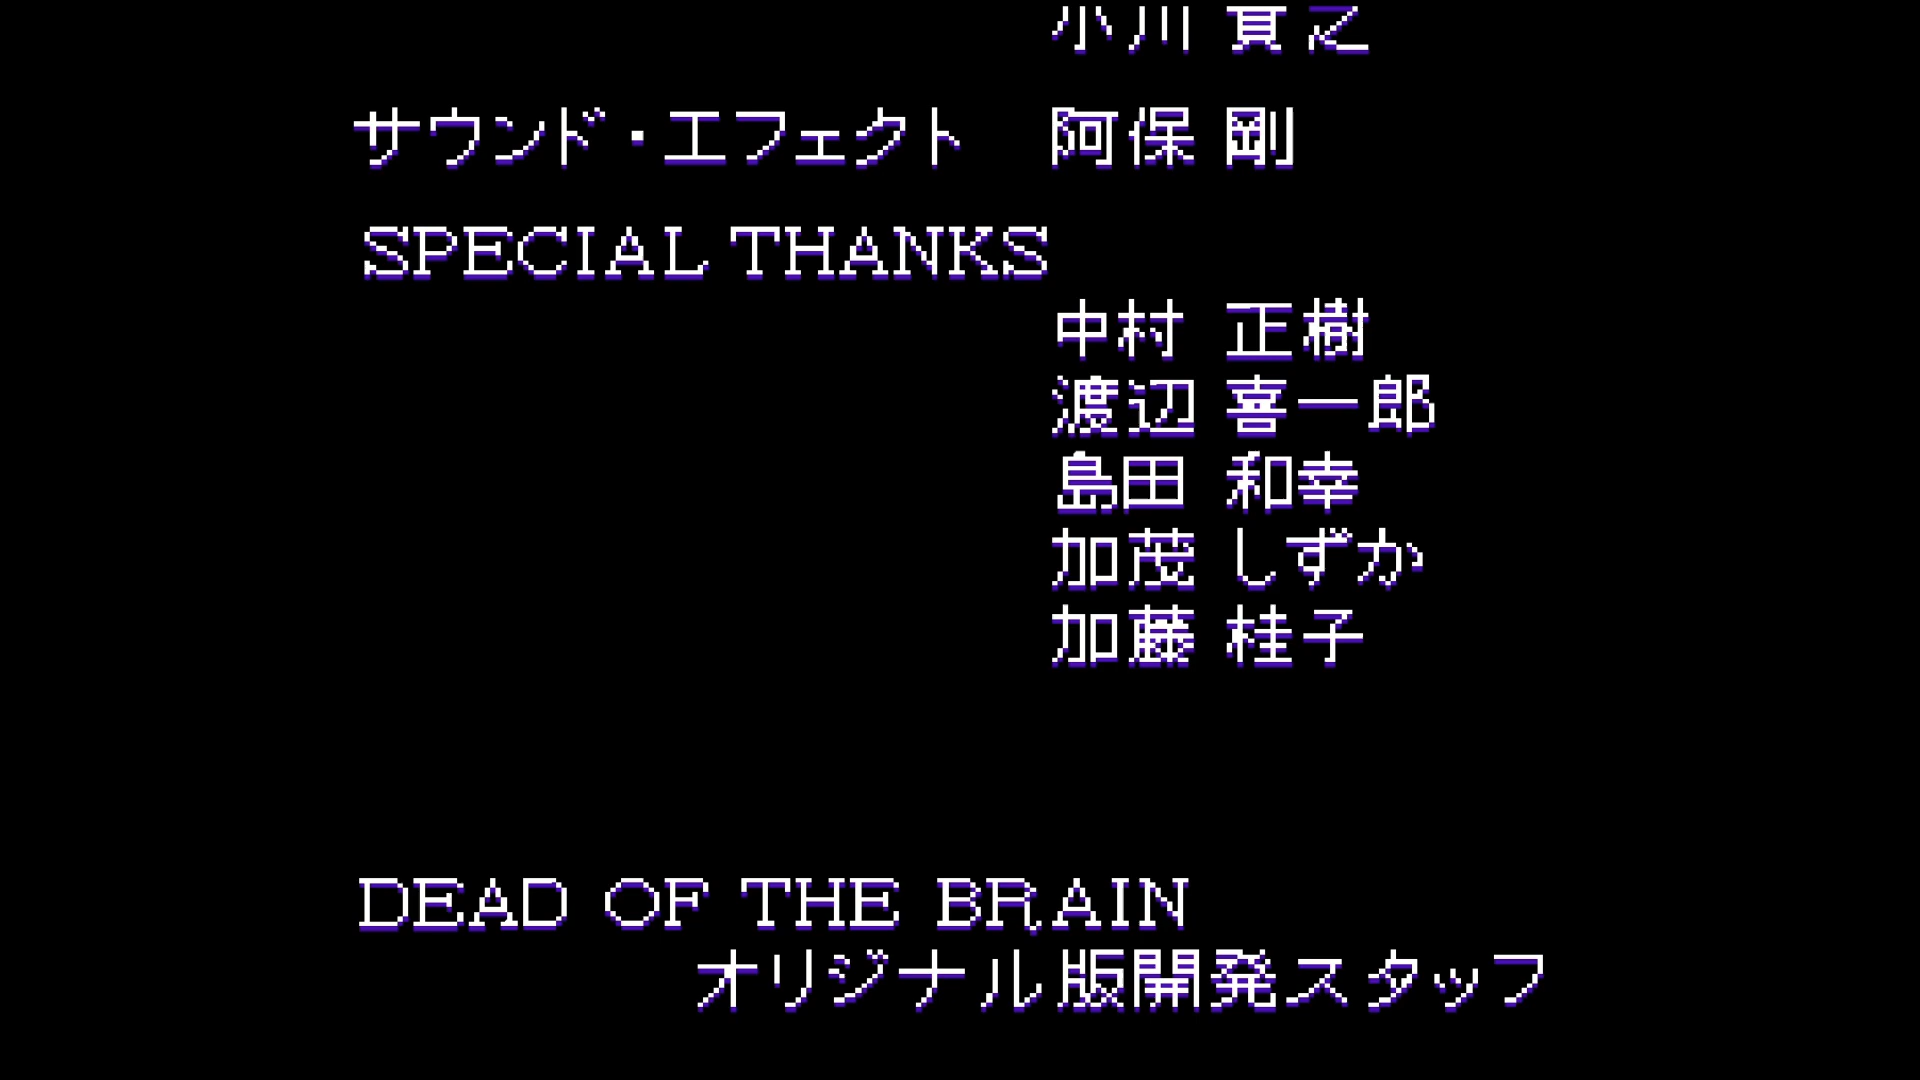 小川 貴之
サウンド・エフェクト 阿保 剛
SPECIAL THANKS
中村 正樹
渡辺 喜一郎
島田 和幸
加茂 しずか
加藤 桂子
DEAD OF THE BRAIN
オリジナル版開発スタッフ